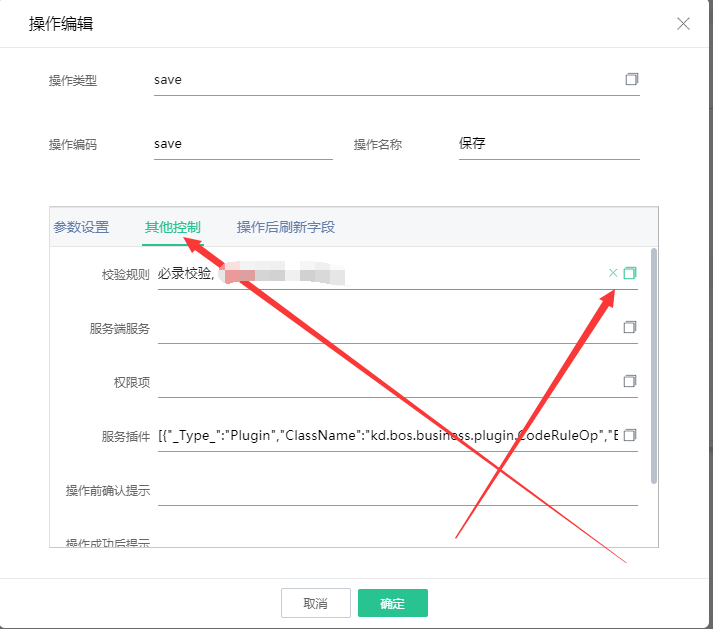 操作编辑
操作类型 save
操作编码 save 操作名称 保存
参数设置 其他控制 操作后刷新字段
校验规则 必录校验,
服务端服务
权限项
服务插件 [{"_Type_":"Plugin","ClassName":"kd.bos.business.plugin.CodeRuleOp","E
操作前确认提示
操作成功后提示
取消 确定